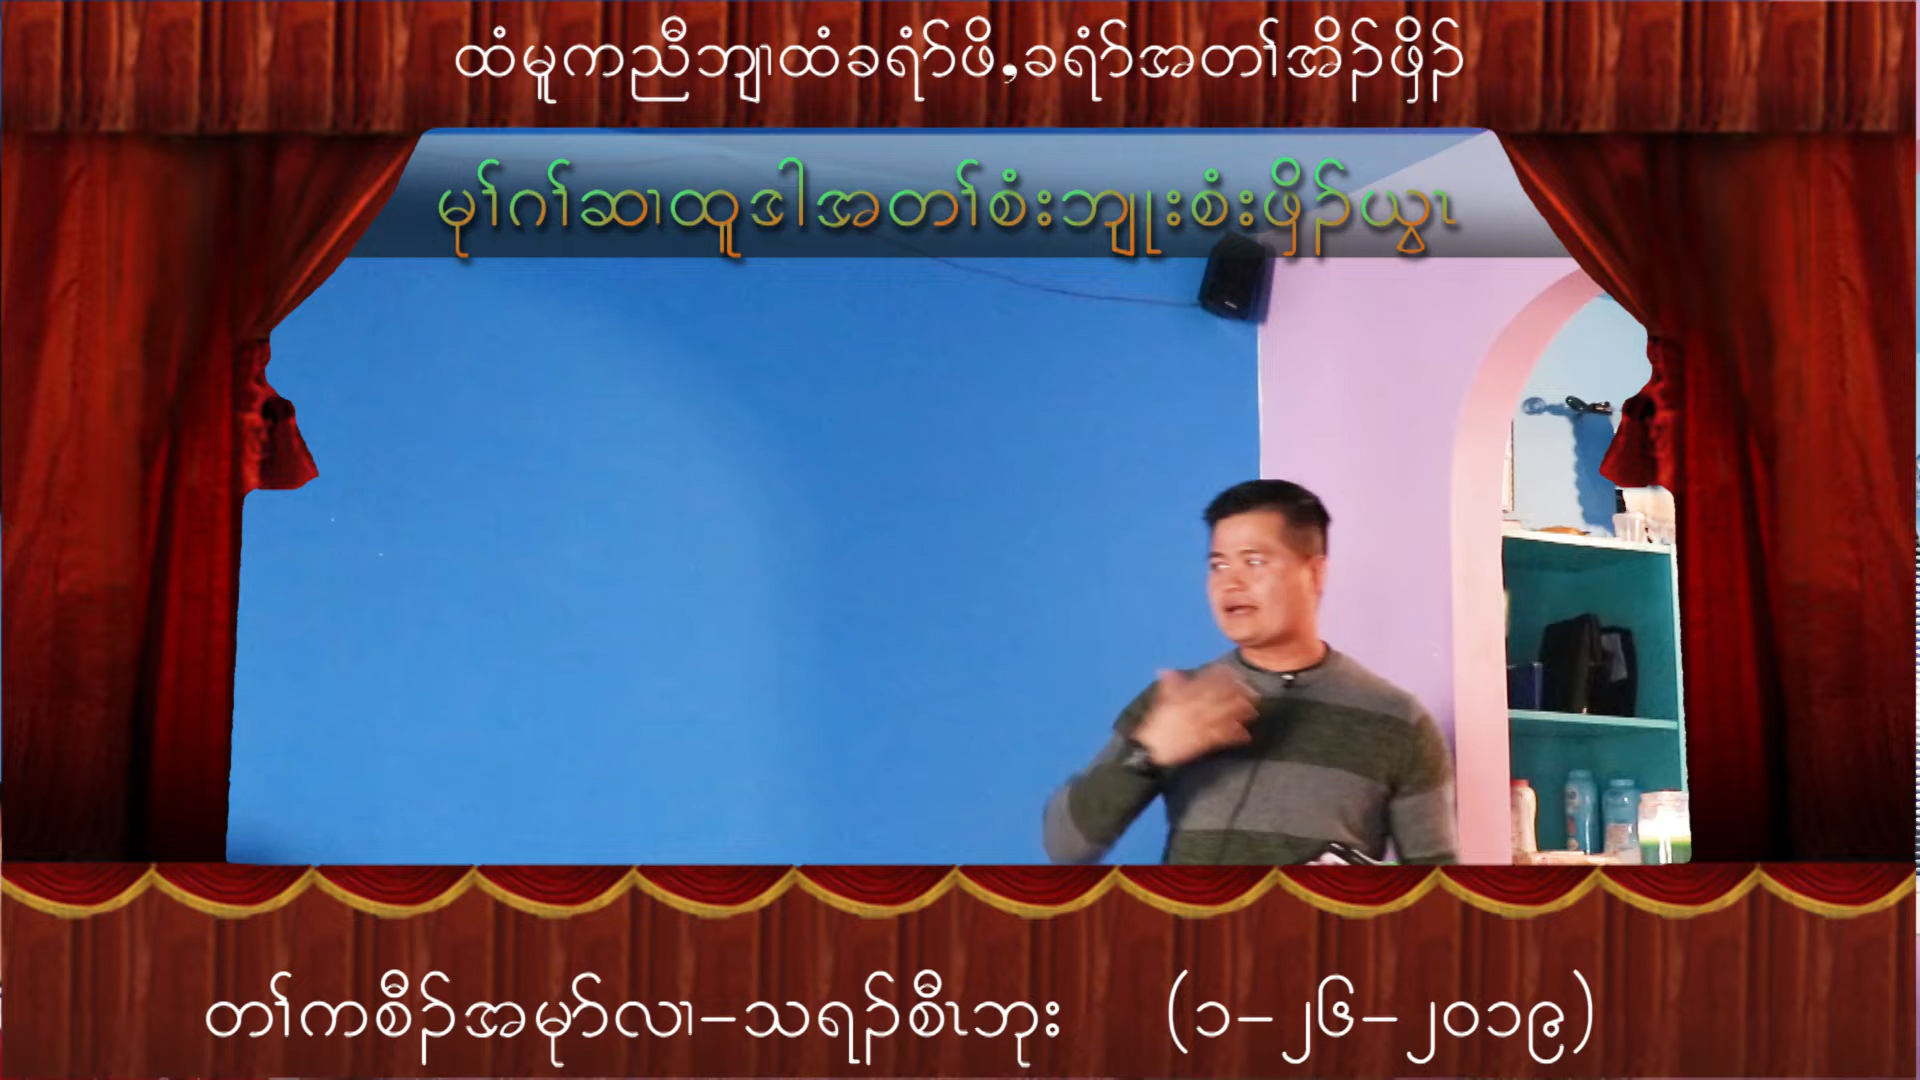 ထံမူကညီဘျၢထံခရံာ်ဖိ,ခရံာ်အတၢ်အိၣ်ဖှိၣ်
မုၢ်ဂၢ်ဆၢထူဒါအတၢ်စံးဘျုးစံးဖှိၣ်ယွၤ
တၢ်ကစီၣ်အမုာ်လၢ–သရၣ်စီၤဘုး (၁–၂၆–၂၀၁၉)